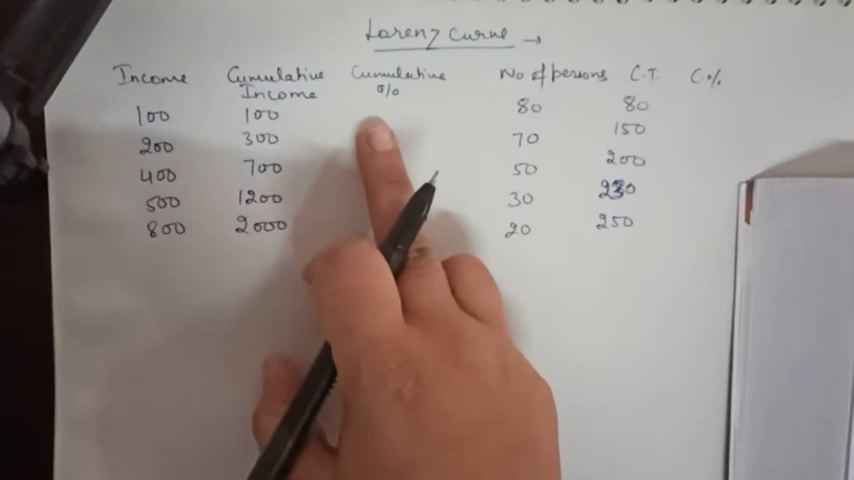 Lorenz Curve →
Income Cumulative Income Cumulative % No of persons C.T. C.%
100 100 80 80
200 300 70 150
400 700 50 200
500 1200 30 230
800 2000 20 250